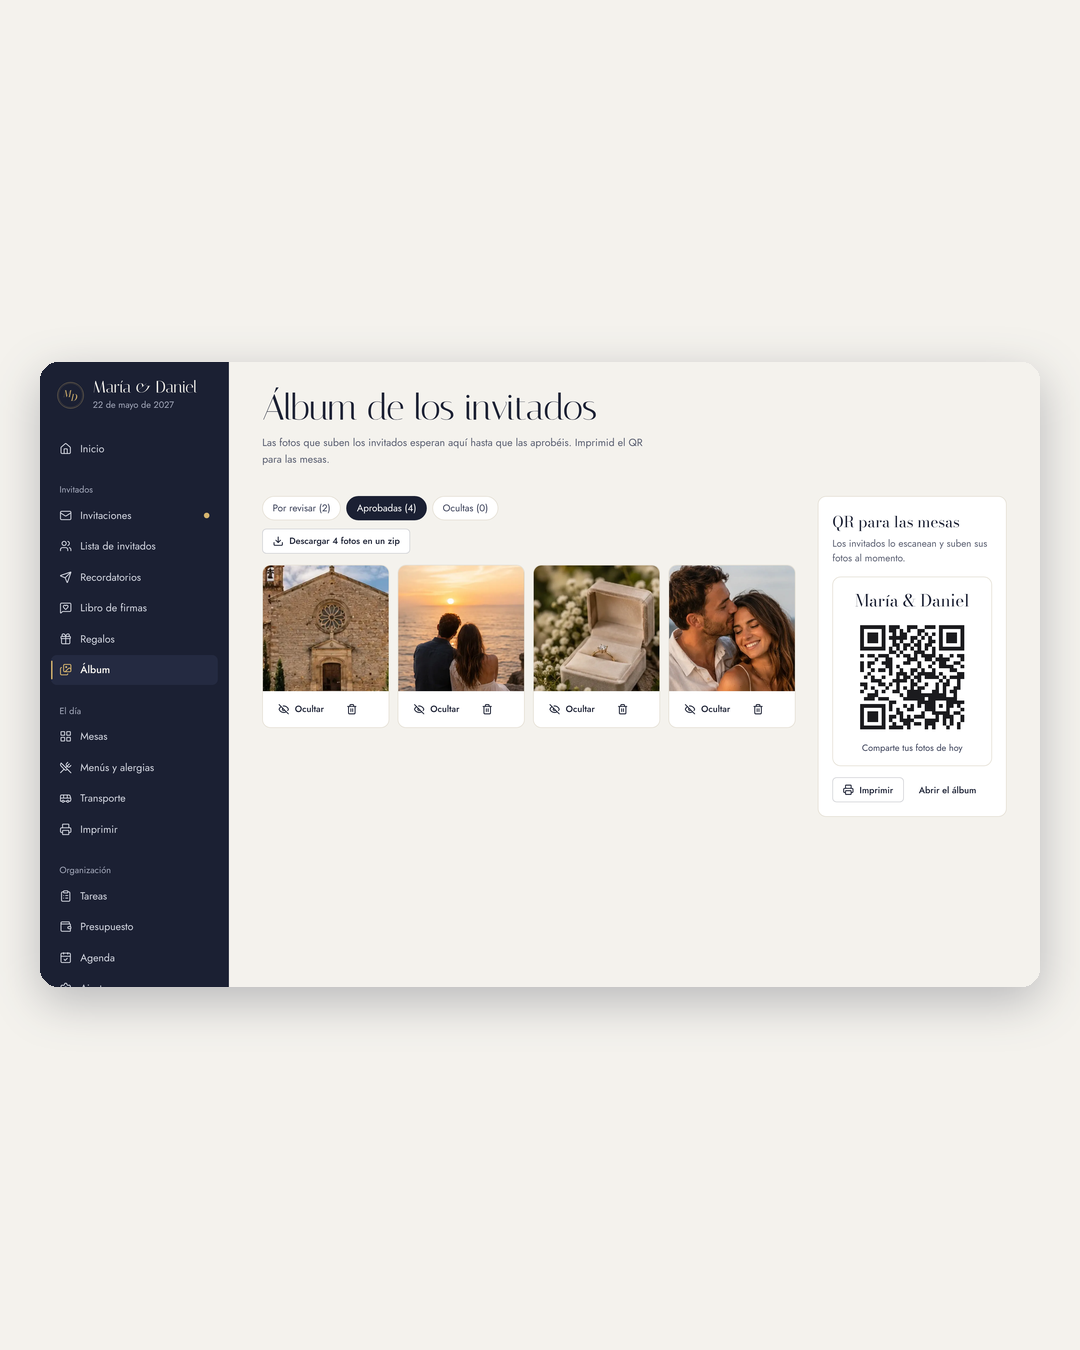 MD
María & Daniel
22 de mayo de 2027
Inicio
Invitados
Invitaciones
Lista de invitados
Recordatorios
Libro de firmas
Regalos
Álbum
El día
Mesas
Menús y alergias
Transporte
Imprimir
Organización
Tareas
Presupuesto
Agenda
Álbum de los invitados
Las fotos que suben los invitados esperan aquí hasta que las aprobéis. Imprimid el QR
para las mesas.
Por revisar (2)
Aprobadas (4)
Ocultas (0)
Descargar 4 fotos en un zip
Ocultar
Ocultar
Ocultar
Ocultar
QR para las mesas
Los invitados lo escanean y suben sus
fotos al momento.
María & Daniel
Comparte tus fotos de hoy
Imprimir
Abrir el álbum